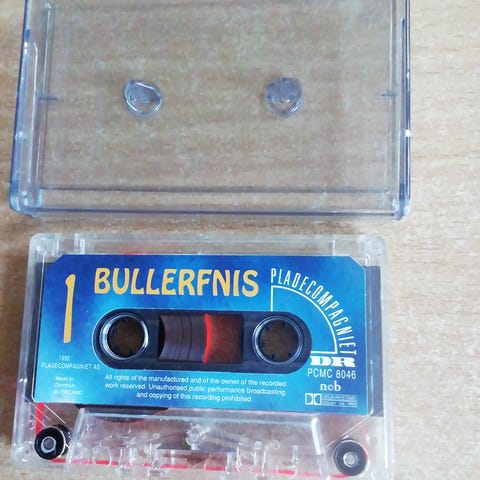 1
BULLERFNIS
PLADECOMPAGNIET
DR
PCMC 8046
ncb
1992
PLADECOMPAGNIET AS
Made in
Denmark
All rights of the manufactured and of the owner of the recorded
work reserved. Unauthorised public performance broadcasting
and copying of this recording prohibited.